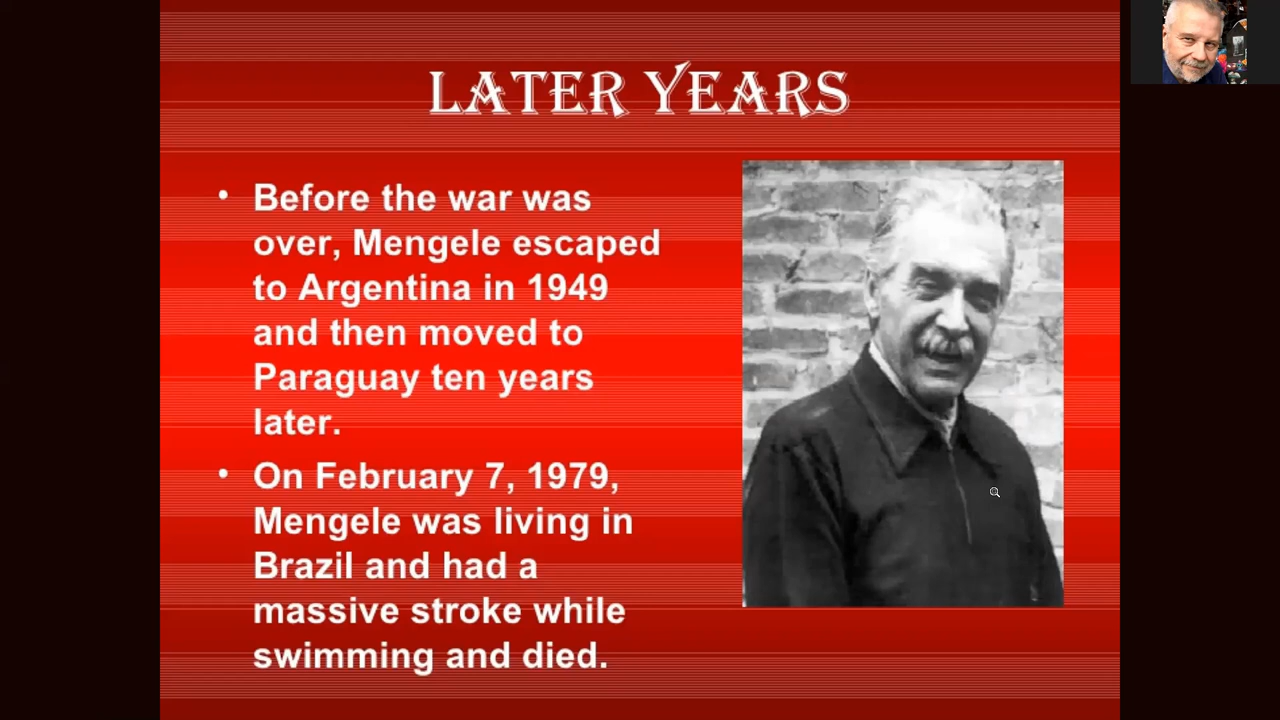 LATER YEARS
• Before the war was
over, Mengele escaped
to Argentina in 1949
and then moved to
Paraguay ten years
later.
• On February 7, 1979,
Mengele was living in
Brazil and had a
massive stroke while
swimming and died.